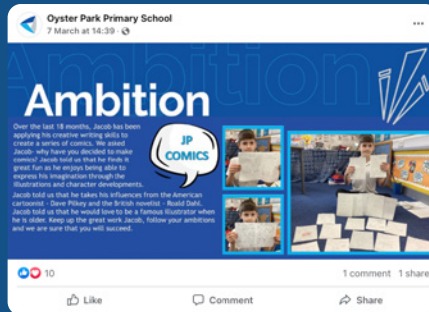 Oyster Park Primary School
7 March at 14:39 ·
Ambition
Ambition
Over the last 18 months, Jacob has been
applying his creative writing skills to
create a series of comics. We asked
Jacob- why have you decided to make
comics? Jacob told us that he finds it
great fun as he enjoys being able to
express his imagination through the
illustrations and character developments.
JP
COMICS
Jacob told us that he takes his influences from the American
cartoonist - Dave Pilkey and the British novelist - Roald Dahl.
Jacob told us that he would love to be a famous illustrator when
he is older. Keep up the great work Jacob, follow your ambitions
and we are sure that you will succeed.
10
1 comment 1 share
Like
Comment
Share